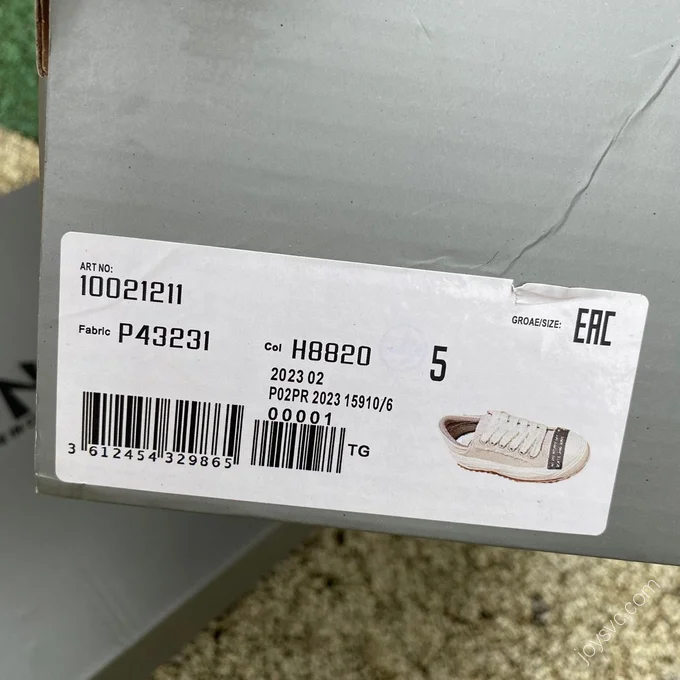 ART NO:
10021211
Fabric P43231
Col H8820
5
GROAE/SIZE:
EAC
2023 02
P02PR 2023 15910/6
00001
TG
3 612454 329865
N
joysvc.com